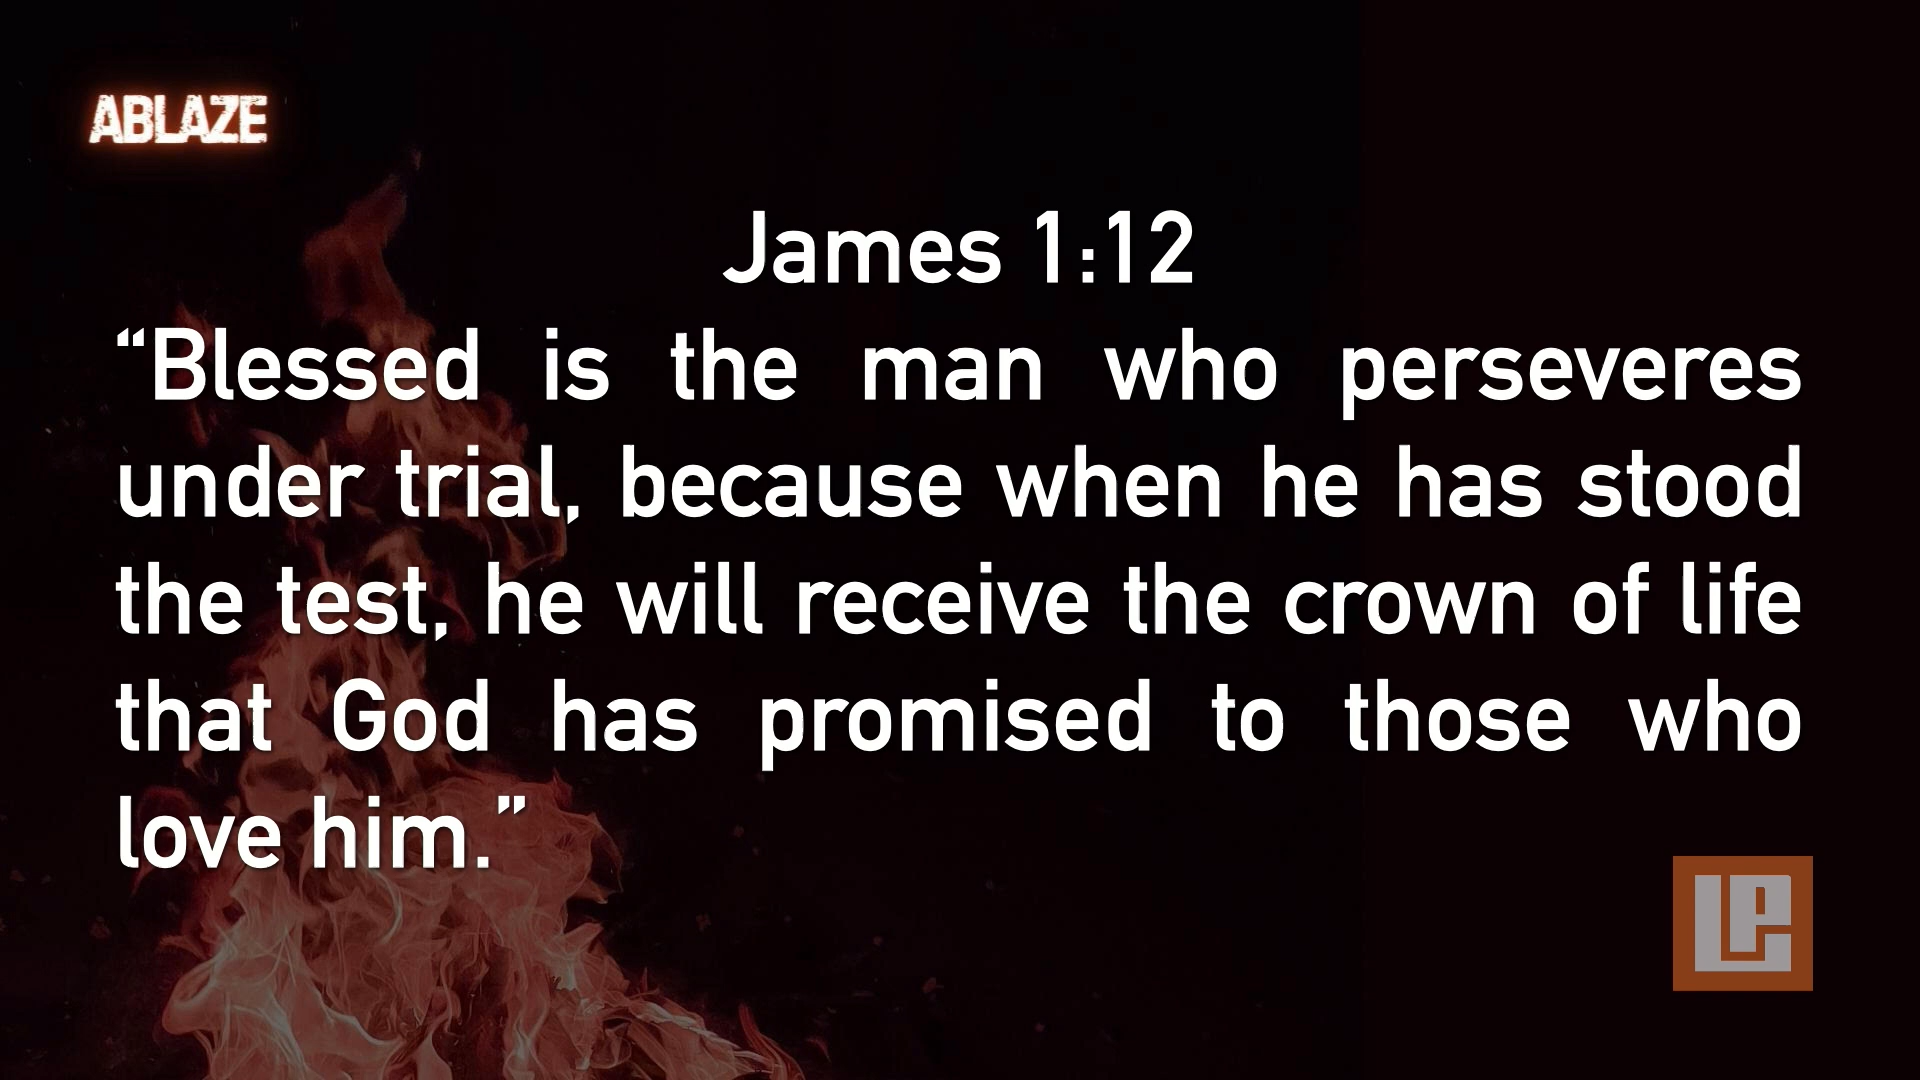 ABLAZE
James 1:12
“Blessed is the man who perseveres
under trial, because when he has stood
the test, he will receive the crown of life
that God has promised to those who
love him.”
LP